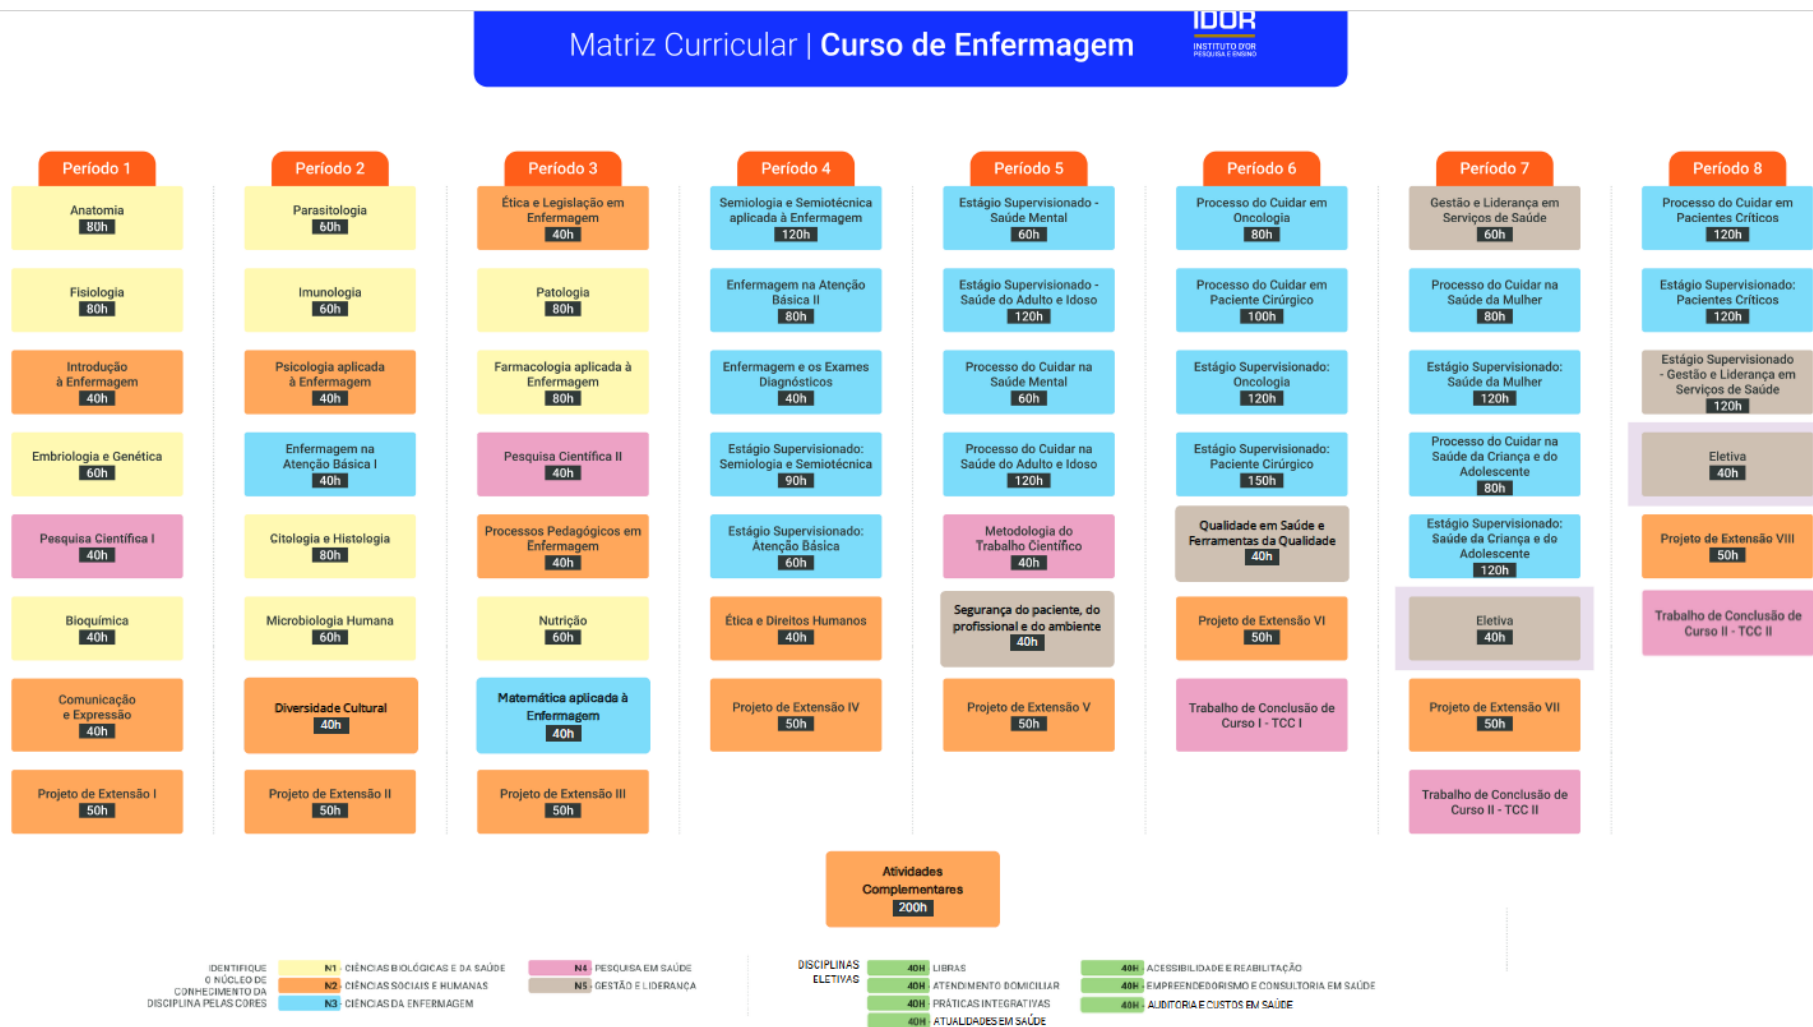 Matriz Curricular | Curso de Enfermagem
IDOR
INSTITUTO D'OR
PESQUISA E ENSINO
Período 1
Anatomia
80h
Fisiologia
80h
Introdução
à Enfermagem
40h
Embriologia e Genética
60h
Pesquisa Científica I
40h
Bioquímica
40h
Comunicação
e Expressão
40h
Projeto de Extensão I
50h
Período 2
Parasitologia
60h
Imunologia
60h
Psicologia aplicada
à Enfermagem
40h
Enfermagem na
Atenção Básica I
40h
Citologia e Histologia
80h
Microbiologia Humana
60h
Diversidade Cultural
40h
Projeto de Extensão II
50h
Período 3
Ética e Legislação em
Enfermagem
40h
Patologia
80h
Farmacologia aplicada à
Enfermagem
80h
Pesquisa Científica II
40h
Processos Pedagógicos em
Enfermagem
40h
Nutrição
60h
Matemática aplicada à
Enfermagem
40h
Projeto de Extensão III
50h
Período 4
Semiologia e Semiotécnica
aplicada à Enfermagem
120h
Enfermagem na Atenção
Básica II
80h
Enfermagem e os Exames
Diagnósticos
40h
Estágio Supervisionado:
Semiologia e Semiotécnica
90h
Estágio Supervisionado:
Atenção Básica
60h
Ética e Direitos Humanos
40h
Projeto de Extensão IV
50h
Período 5
Estágio Supervisionado -
Saúde Mental
60h
Estágio Supervisionado -
Saúde do Adulto e Idoso
120h
Processo do Cuidar na
Saúde Mental
60h
Processo do Cuidar na
Saúde do Adulto e Idoso
120h
Metodologia do
Trabalho Científico
40h
Segurança do paciente, do
profissional e do ambiente
40h
Projeto de Extensão V
50h
Período 6
Processo do Cuidar em
Oncologia
80h
Processo do Cuidar em
Paciente Cirúrgico
100h
Estágio Supervisionado:
Oncologia
120h
Estágio Supervisionado:
Paciente Cirúrgico
150h
Qualidade em Saúde e
Ferramentas da Qualidade
40h
Projeto de Extensão VI
50h
Trabalho de Conclusão de
Curso I - TCC I
Período 7
Gestão e Liderança em
Serviços de Saúde
60h
Processo do Cuidar na
Saúde da Mulher
80h
Estágio Supervisionado:
Saúde da Mulher
120h
Processo do Cuidar na
Saúde da Criança e do
Adolescente
80h
Estágio Supervisionado:
Saúde da Criança e do
Adolescente
120h
Eletiva
40h
Projeto de Extensão VII
50h
Trabalho de Conclusão de
Curso II - TCC II
Período 8
Processo do Cuidar em
Pacientes Críticos
120h
Estágio Supervisionado:
Pacientes Críticos
120h
Estágio Supervisionado
- Gestão e Liderança em
Serviços de Saúde
120h
Eletiva
40h
Projeto de Extensão VIII
50h
Trabalho de Conclusão de
Curso II - TCC II
Atividades
Complementares
200h
IDENTIFIQUE
O NÚCLEO DE
CONHECIMENTO DA
DISCIPLINA PELAS CORES
N1 - CIÊNCIAS BIOLÓGICAS E DA SAÚDE
N2 - CIÊNCIAS SOCIAIS E HUMANAS
N3 - CIÊNCIAS DA ENFERMAGEM
N4 - PESQUISA EM SAÚDE
N5 - GESTÃO E LIDERANÇA
DISCIPLINAS
ELETIVAS
40H - LIBRAS
40H - ATENDIMENTO DOMICILIAR
40H - PRÁTICAS INTEGRATIVAS
40H - ATUALIDADES EM SAÚDE
40H - ACESSIBILIDADE E REABILITAÇÃO
40H - EMPREENDEDORISMO E CONSULTORIA EM SAÚDE
40H - AUDITORIA E CUSTOS EM SAÚDE